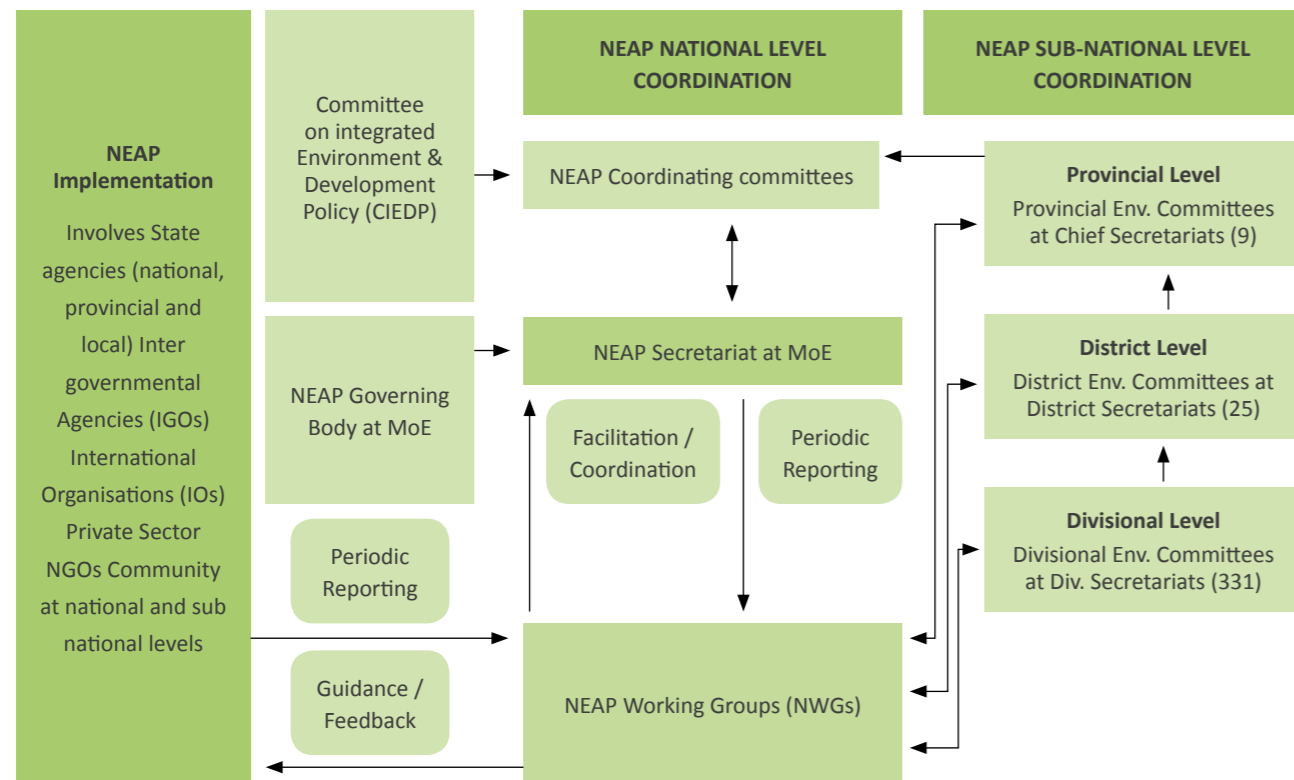 NEAP
Implementation
Involves State
agencies (national,
provincial and
local) Inter
governmental
Agencies (IGOs)
International
Organisations (IOs)
Private Sector
NGOs Community
at national and sub
national levels
Committee
on integrated
Environment &
Development
Policy (CIEDP)
NEAP Governing
Body at MoE
Periodic
Reporting
Guidance /
Feedback
NEAP NATIONAL LEVEL
COORDINATION
NEAP Coordinating committees
NEAP Secretariat at MoE
Facilitation /
Coordination
Periodic
Reporting
NEAP Working Groups (NWGs)
NEAP SUB-NATIONAL LEVEL
COORDINATION
Provincial Level
Provincial Env. Committees
at Chief Secretariats (9)
District Level
District Env. Committees at
District Secretariats (25)
Divisional Level
Divisional Env. Committees
at Div. Secretariats (331)